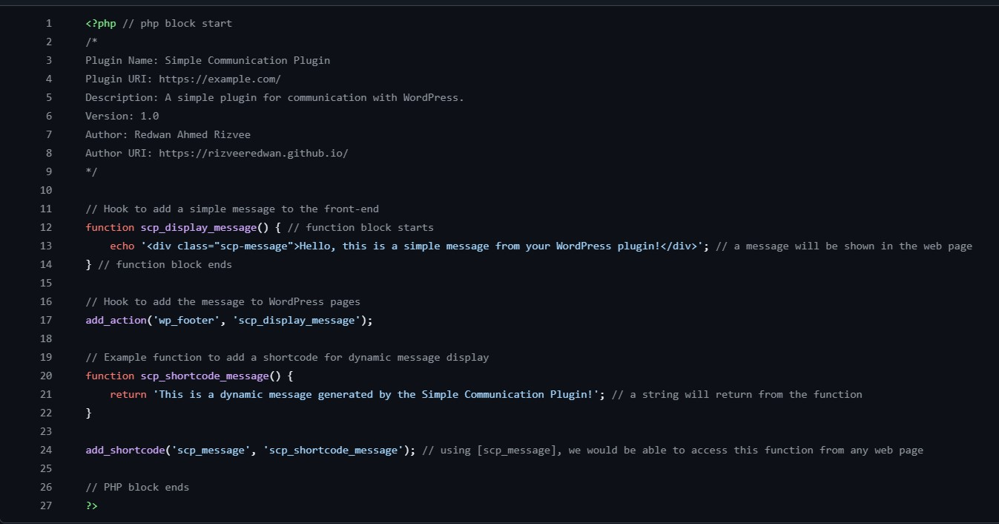 1 <?php // php block start
2 /*
3 Plugin Name: Simple Communication Plugin
4 Plugin URI: https://example.com/
5 Description: A simple plugin for communication with WordPress.
6 Version: 1.0
7 Author: Redwan Ahmed Rizvee
8 Author URI: https://rizveeredwan.github.io/
9 */
10
11 // Hook to add a simple message to the front-end
12 function scp_display_message() { // function block starts
13     echo '<div class="scp-message">Hello, this is a simple message from your WordPress plugin!</div>'; // a message will be shown in the web page
14 } // function block ends
15
16 // Hook to add the message to WordPress pages
17 add_action('wp_footer', 'scp_display_message');
18
19 // Example function to add a shortcode for dynamic message display
20 function scp_shortcode_message() {
21     return 'This is a dynamic message generated by the Simple Communication Plugin!'; // a string will return from the function
22 }
23
24 add_shortcode('scp_message', 'scp_shortcode_message'); // using [scp_message], we would be able to access this function from any web page
25
26 // PHP block ends
27 ?>